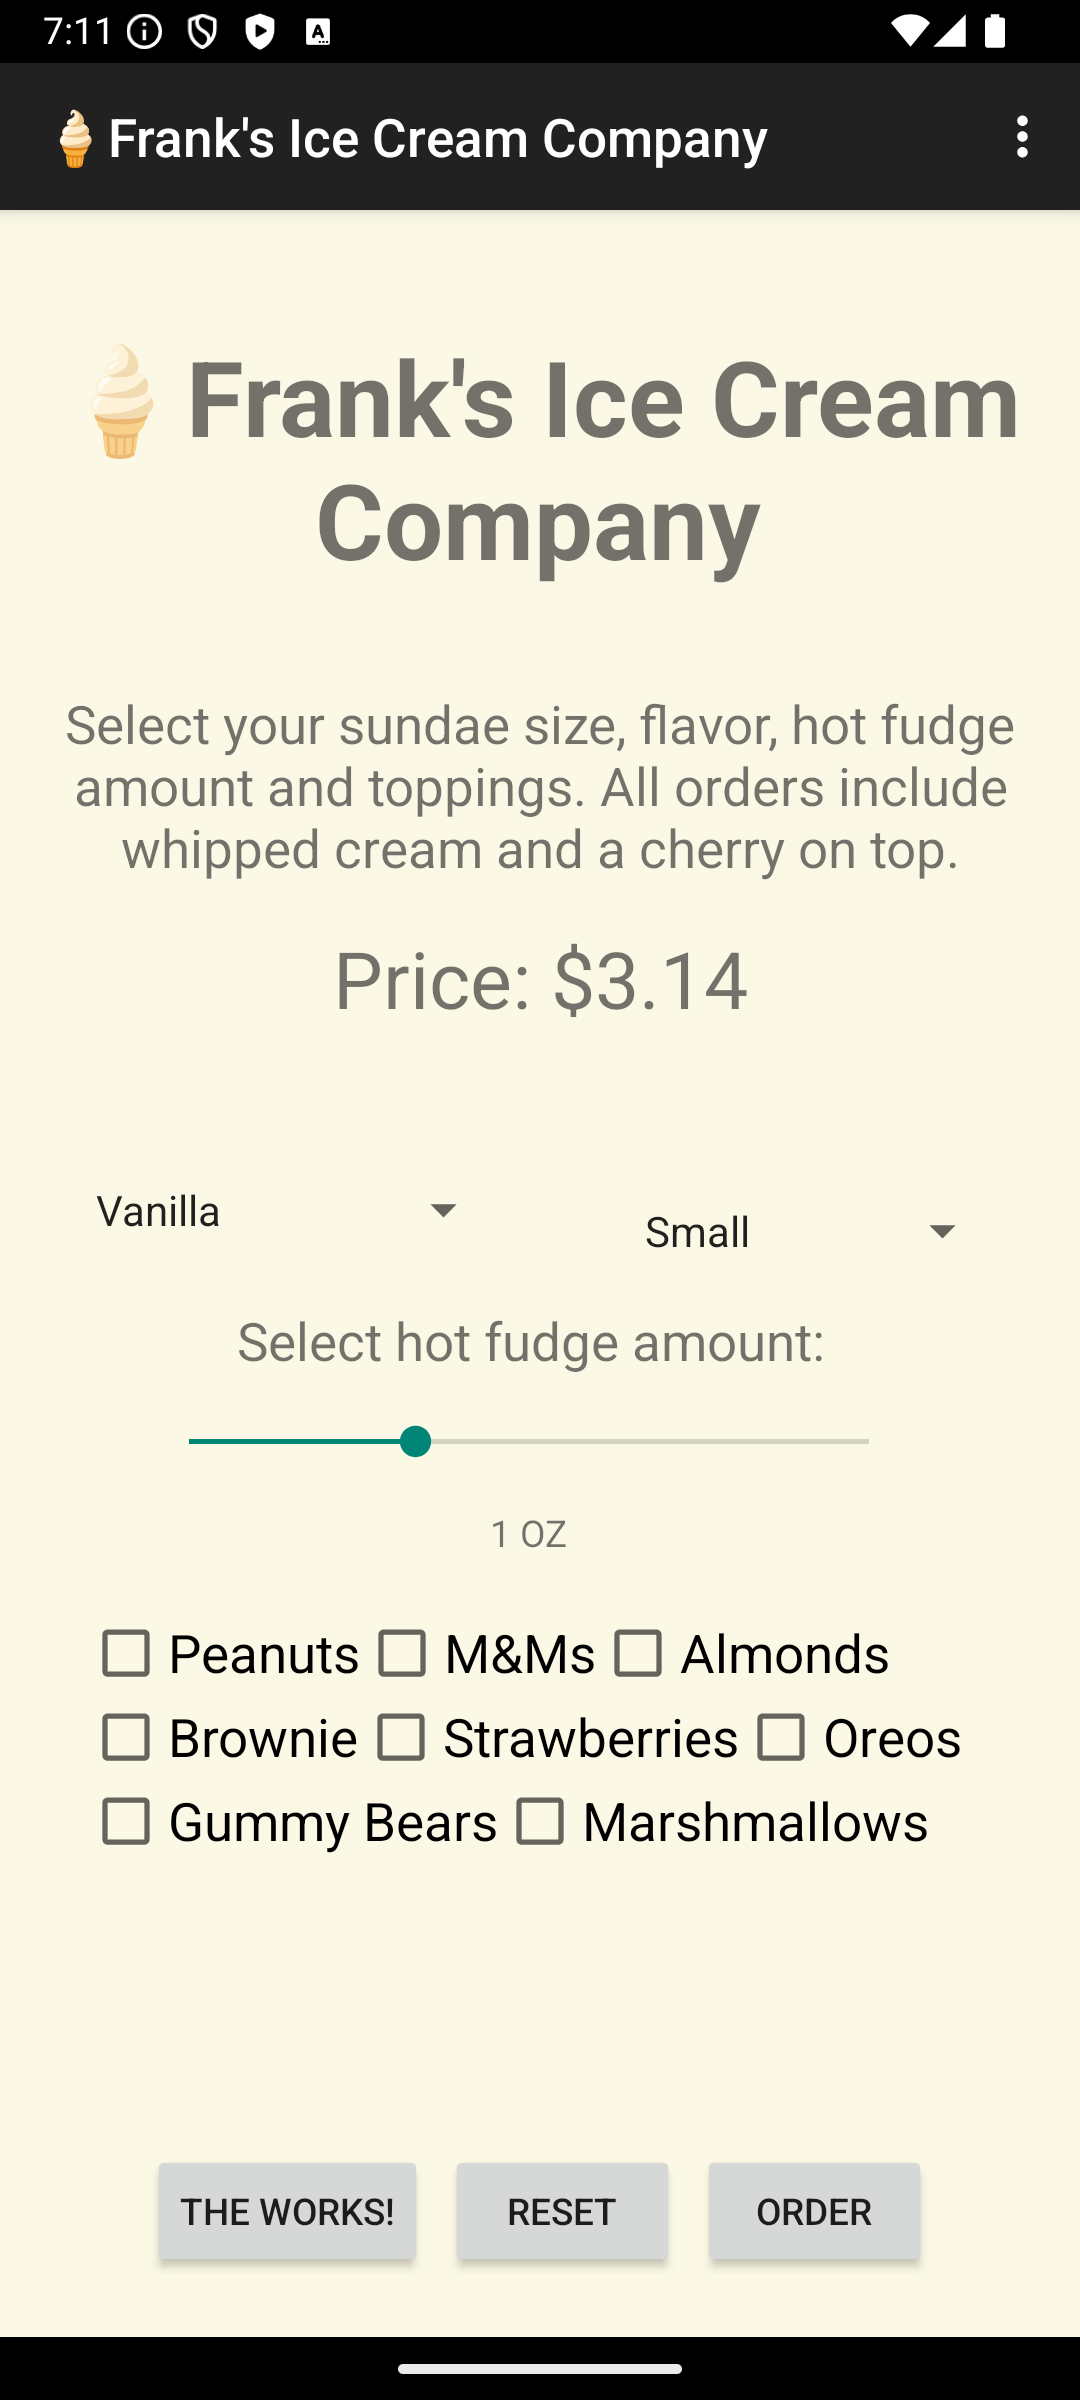 7:11
Frank's Ice Cream Company
Frank's Ice Cream
Company
Select your sundae size, flavor, hot fudge
amount and toppings. All orders include
whipped cream and a cherry on top.
Price: $3.14
Vanilla
Small
Select hot fudge amount:
1 OZ
Peanuts M&Ms Almonds
Brownie Strawberries Oreos
Gummy Bears Marshmallows
THE WORKS! RESET ORDER